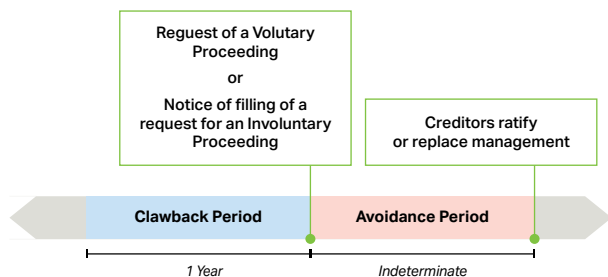 Reguest of a Volutary
Proceeding
or
Notice of filling of a
request for an Involuntary
Proceeding
Creditors ratify
or replace management
Clawback Period
Avoidance Period
1 Year
Indeterminate